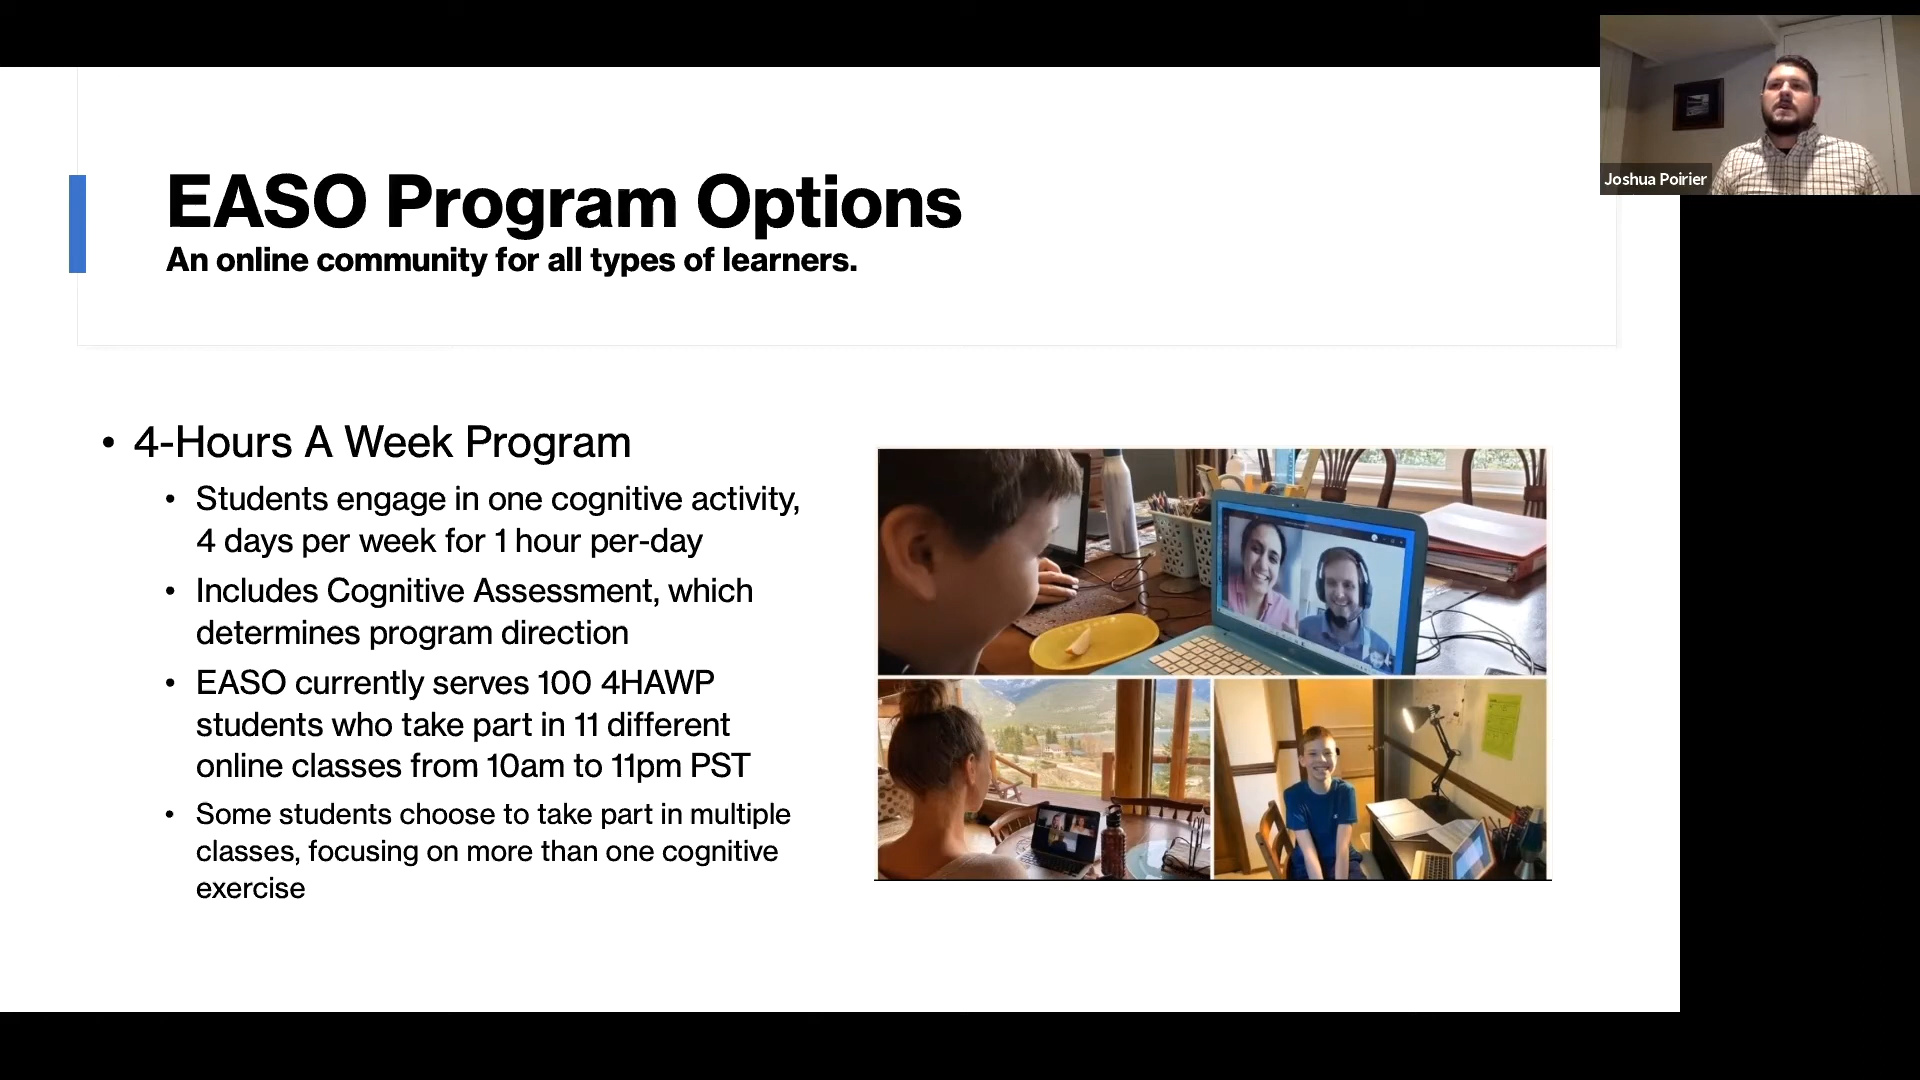 Joshua Poirier
EASO Program Options
An online community for all types of learners.
• 4-Hours A Week Program
• Students engage in one cognitive activity,
4 days per week for 1 hour per-day
• Includes Cognitive Assessment, which
determines program direction
• EASO currently serves 100 4HAWP
students who take part in 11 different
online classes from 10am to 11pm PST
• Some students choose to take part in multiple
classes, focusing on more than one cognitive
exercise